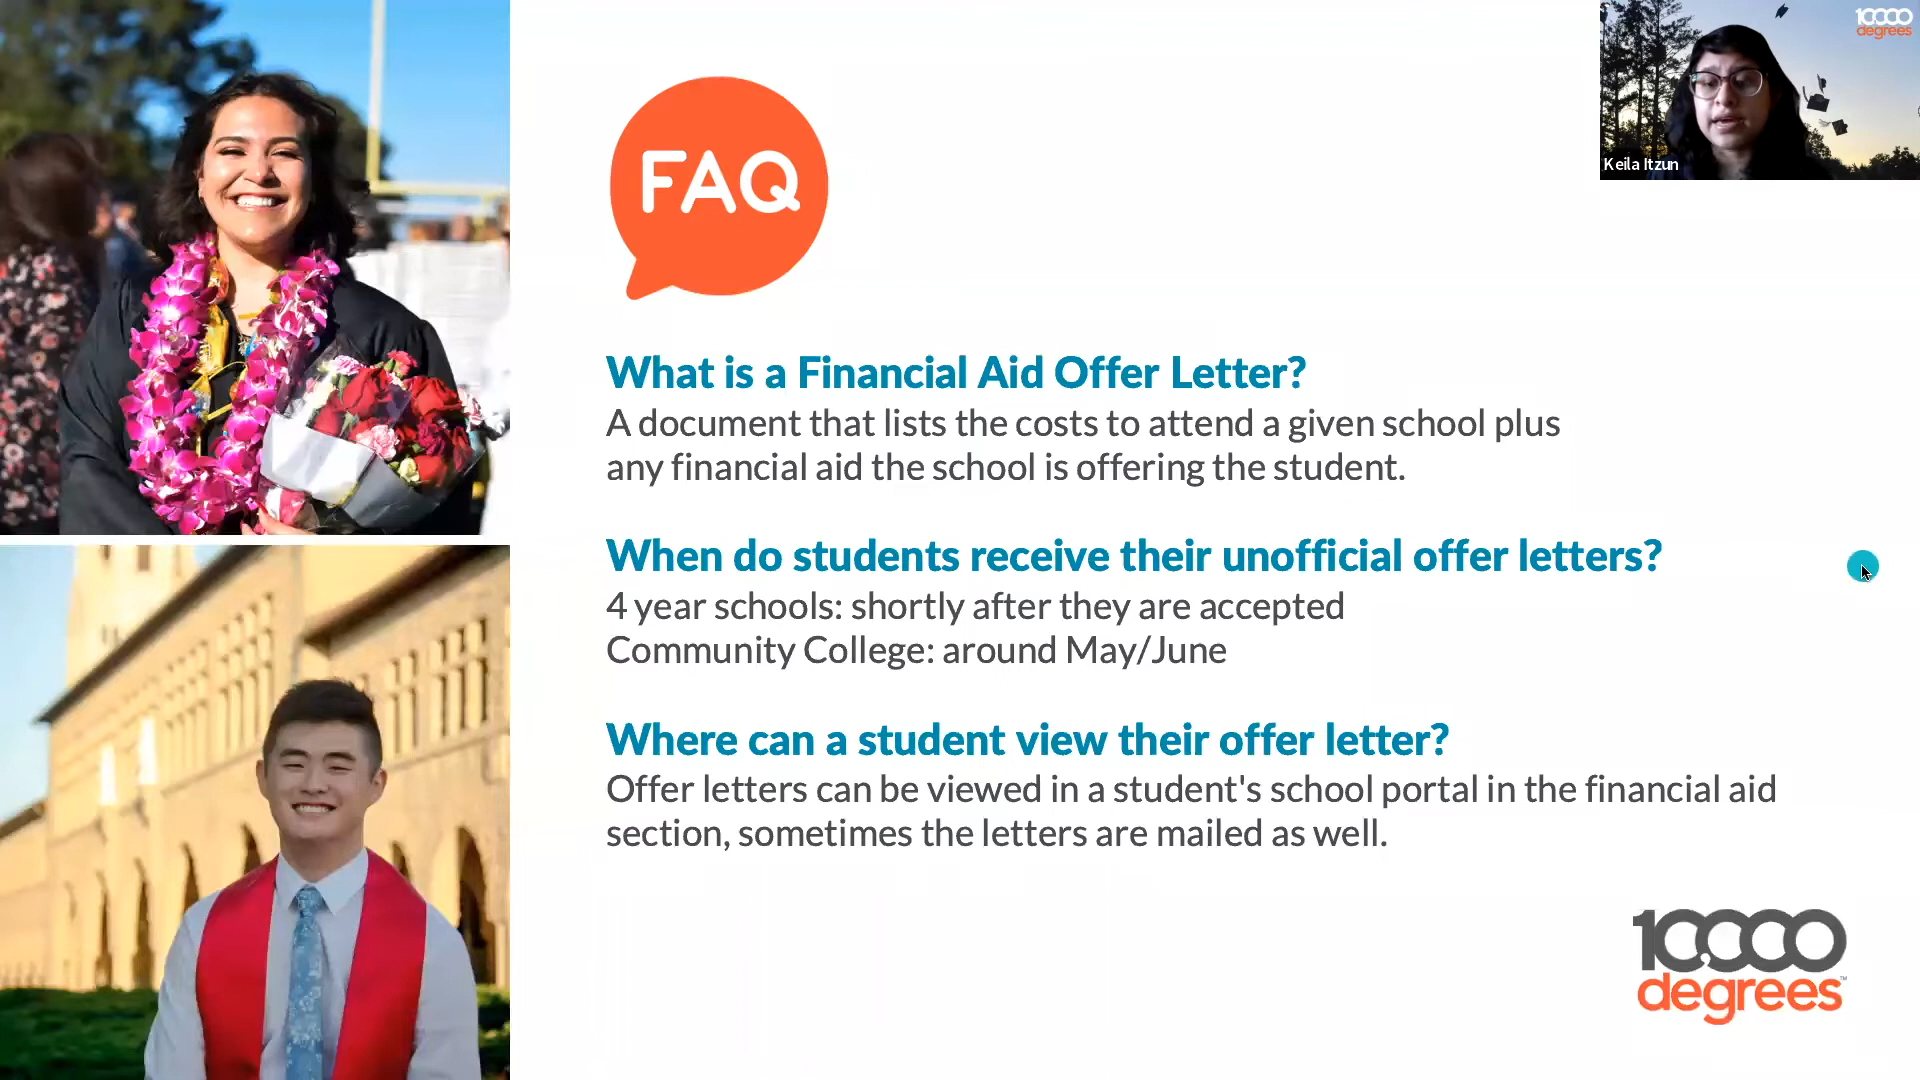 10000
degrees
Keila Itzun
FAQ
What is a Financial Aid Offer Letter?
A document that lists the costs to attend a given school plus
any financial aid the school is offering the student.
When do students receive their unofficial offer letters?
4 year schools: shortly after they are accepted
Community College: around May/June
Where can a student view their offer letter?
Offer letters can be viewed in a student's school portal in the financial aid
section, sometimes the letters are mailed as well.
10,000
degrees™